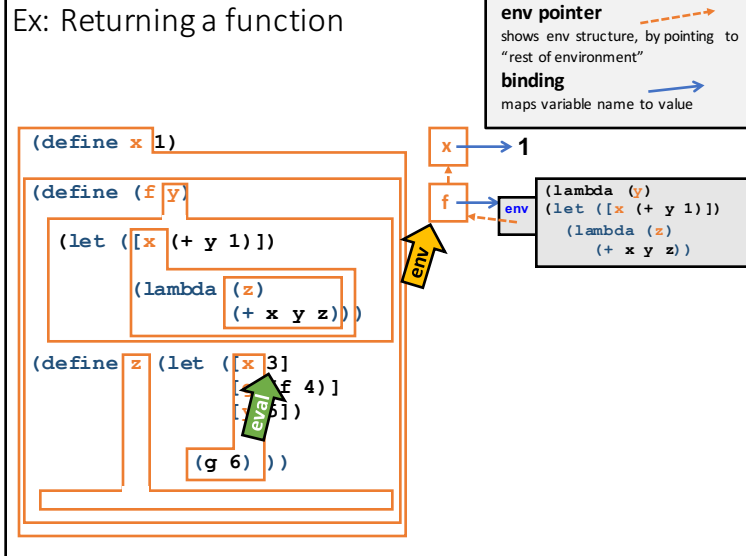 Ex: Returning a function
env pointer
shows env structure, by pointing to
“rest of environment”
binding
maps variable name to value
(define x 1)
(define (f y)
(let ([x (+ y 1)])
(lambda (z)
(+ x y z)))
(define z (let ([x 3]
f 4)]
5])
(g 6) ))
eval
env
x
1
f
env
(lambda (y)
(let ([x (+ y 1)])
(lambda (z)
(+ x y z))